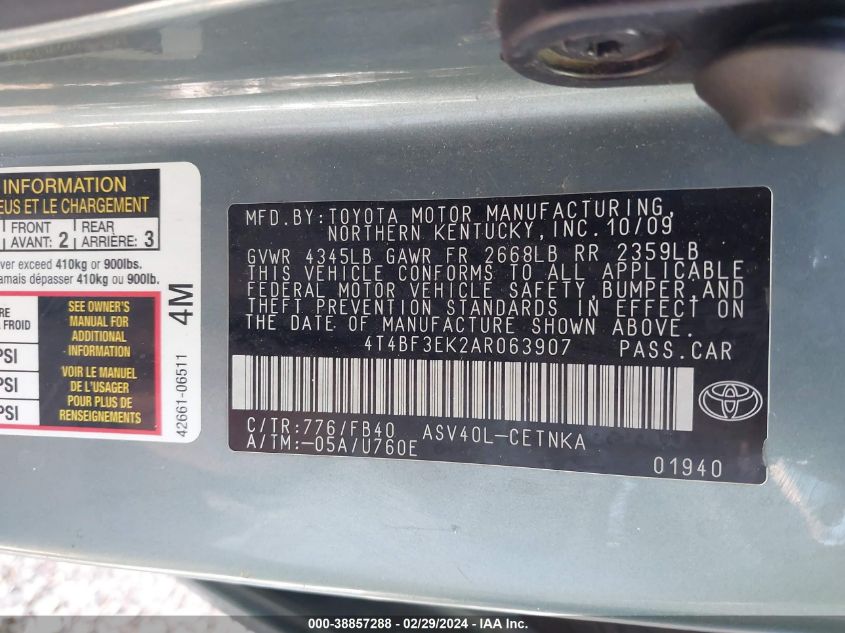 INFORMATION
EUS ET LE CHARGEMENT
FRONT
AVANT: 2
REAR
ARRIÈRE: 3
ver exceed 410kg or 900lbs.
amais dépasser 410kg ou 900lb.
RE
FROID
SEE OWNER'S
MANUAL FOR
ADDITIONAL
INFORMATION
PSI
VOIR LE MANUEL
DE L'USAGER
POUR PLUS DE
RENSEIGNEMENTS
PSI
PSI
4M
42661-06511
MFD.BY:TOYOTA MOTOR MANUFACTURING,
NORTHERN KENTUCKY,INC.10/09
GVWR 4345LB GAWR FR 2668LB RR 2359LB
THIS VEHICLE CONFORMS TO ALL APPLICABLE
FEDERAL MOTOR VEHICLE SAFETY,BUMPER,AND
THEFT PREVENTION STANDARDS IN EFFECT ON
THE DATE OF MANUFACTURE SHOWN ABOVE.
4T4BF3EK2AR063907 PASS.CAR
C/TR:776/FB40 ASV40L-CETNKA
A/TM:-05A/U760E
01940
000-38857288 - 02/29/2024 - IAAI Inc.